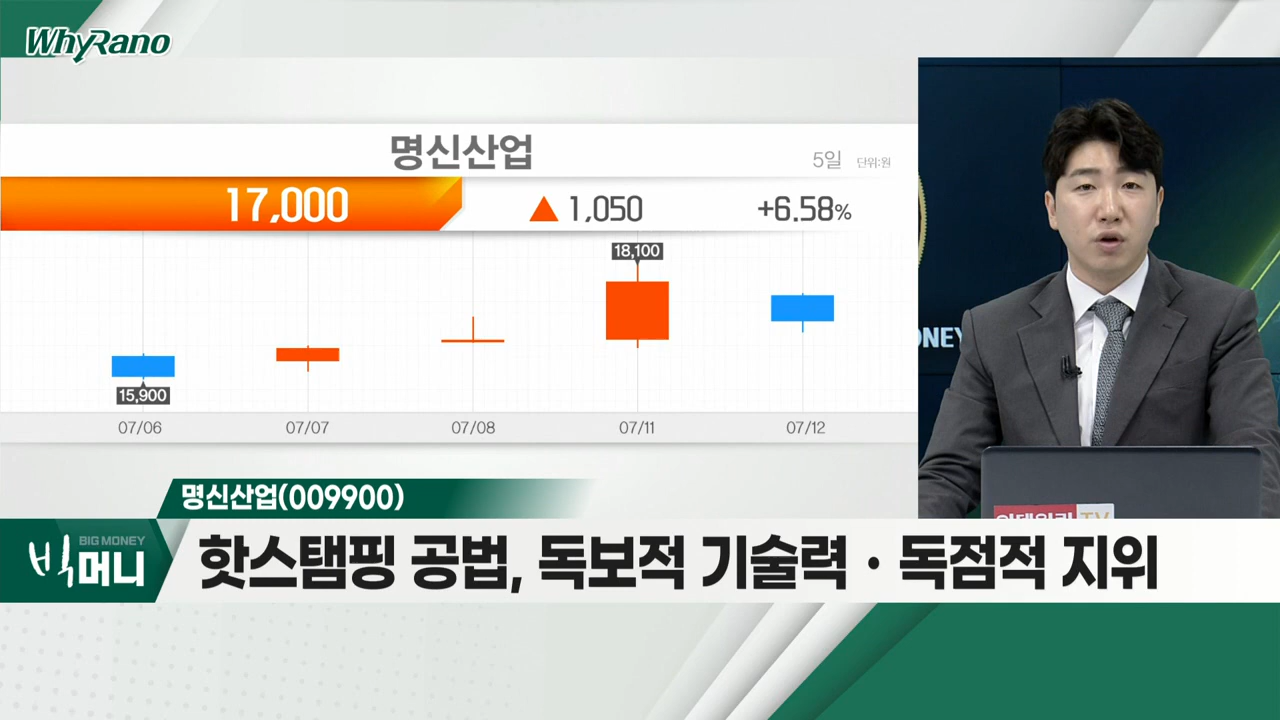 WhyRano
명신산업
5일 단위:원
17,000 ▲ 1,050 +6.58%
18,100
15,900
07/06 07/07 07/08 07/11 07/12
명신산업(009900)
BIG MONEY
빅머니
핫스탬핑 공법, 독보적 기술력 · 독점적 지위